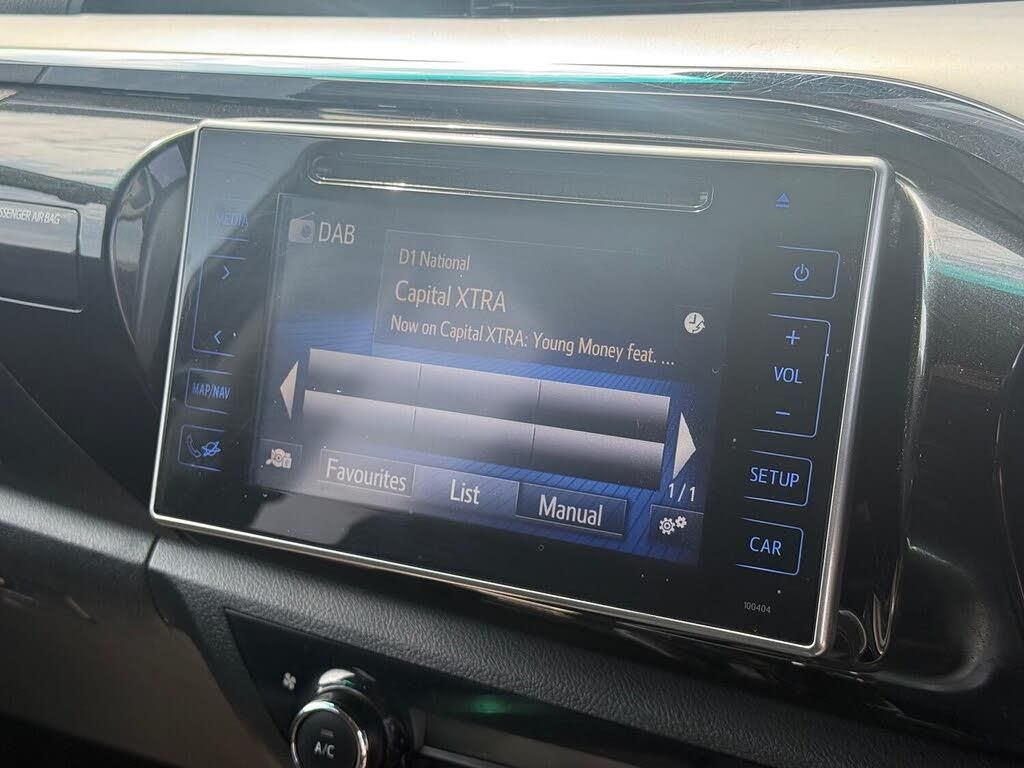 SSENGER AIR BAG
MEDIA
>
<
MAP/NAV
DAB
D1 National
Capital XTRA
Now on Capital XTRA: Young Money feat. ...
Favourites
List
Manual
1/1
+
VOL
−
SETUP
CAR
100404
A/C